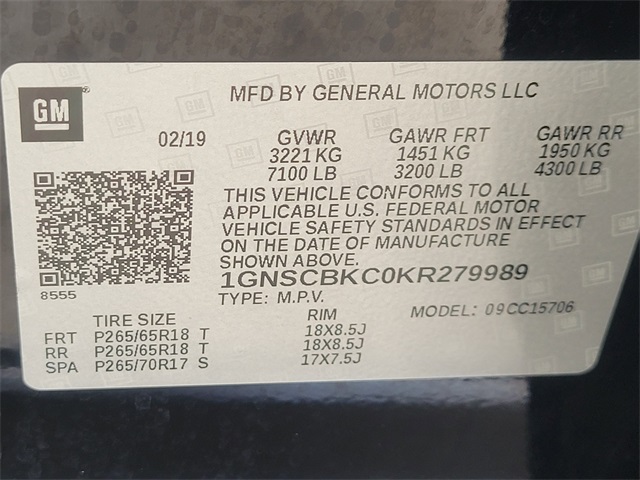 GM®
MFD BY GENERAL MOTORS LLC
02/19 GVWR GAWR FRT GAWR RR
3221 KG 1451 KG 1950 KG
7100 LB 3200 LB 4300 LB
THIS VEHICLE CONFORMS TO ALL
APPLICABLE U.S. FEDERAL MOTOR
VEHICLE SAFETY STANDARDS IN EFFECT
ON THE DATE OF MANUFACTURE
SHOWN ABOVE.
8555
1GNSCBKC0KR279989
TYPE: M.P.V. MODEL: 09CC15706
TIRE SIZE RIM
FRT P265/65R18 T 18X8.5J
RR P265/65R18 T 18X8.5J
SPA P265/70R17 S 17X7.5J